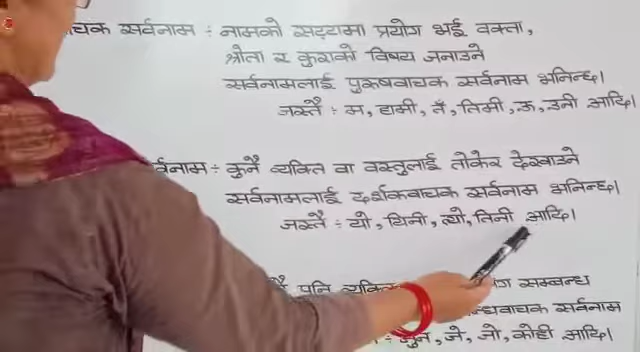 वाचक सर्वनाम : नामको सट्टामा प्रयोग भई वक्ता,
श्रोता र कुराको विषय जनाउने
सर्वनामलाई पुरुषवाचक सर्वनाम भनिन्छ।
जस्तै : म, हामी, तँ, तिमी, ऊ, उनी आदि।
र्वनाम : कुनै व्यक्ति वा वस्तुलाई तोकेर देखाउने
सर्वनामलाई दर्शकवाचक सर्वनाम भनिन्छ।
जस्तै : यो, यिनी, त्यो, तिनी आदि।
पनि सम्बन्ध
न्धवाचक सर्वनाम
: जुन, जे, जो, कोही आदि।